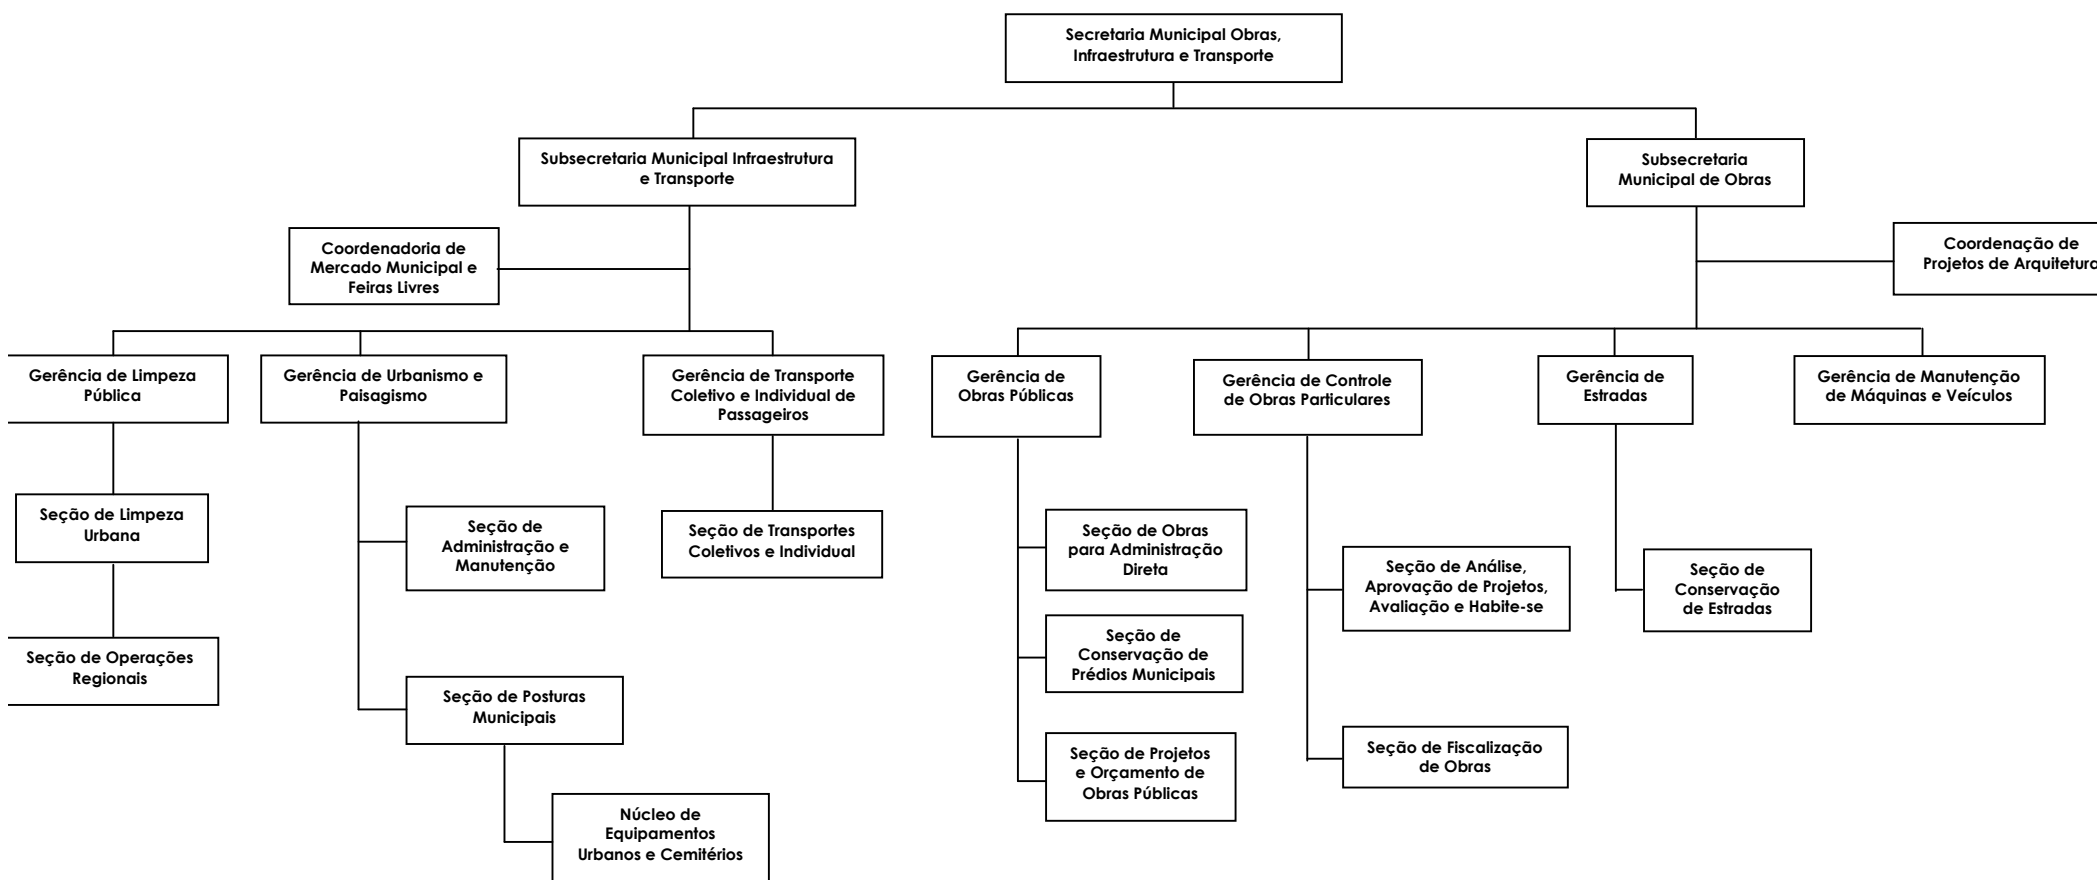 Secretaria Municipal Obras,
Infraestrutura e Transporte
Subsecretaria Municipal Infraestrutura
e Transporte
Subsecretaria
Municipal de Obras
Coordenadoria de
Mercado Municipal e
Feiras Livres
Coordenação de
Projetos de Arquitetura
Gerência de Limpeza
Pública
Gerência de Urbanismo e
Paisagismo
Gerência de Transporte
Coletivo e Individual de
Passageiros
Gerência de
Obras Públicas
Gerência de Controle
de Obras Particulares
Gerência de
Estradas
Gerência de Manutenção
de Máquinas e Veículos
Seção de Limpeza
Urbana
Seção de
Administração e
Manutenção
Seção de Transportes
Coletivos e Individual
Seção de Obras
para Administração
Direta
Seção de Análise,
Aprovação de Projetos,
Avaliação e Habite-se
Seção de
Conservação
de Estradas
Seção de Operações
Regionais
Seção de Posturas
Municipais
Seção de
Conservação de
Prédios Municipais
Seção de Projetos
e Orçamento de
Obras Públicas
Seção de Fiscalização
de Obras
Núcleo de
Equipamentos
Urbanos e Cemitérios